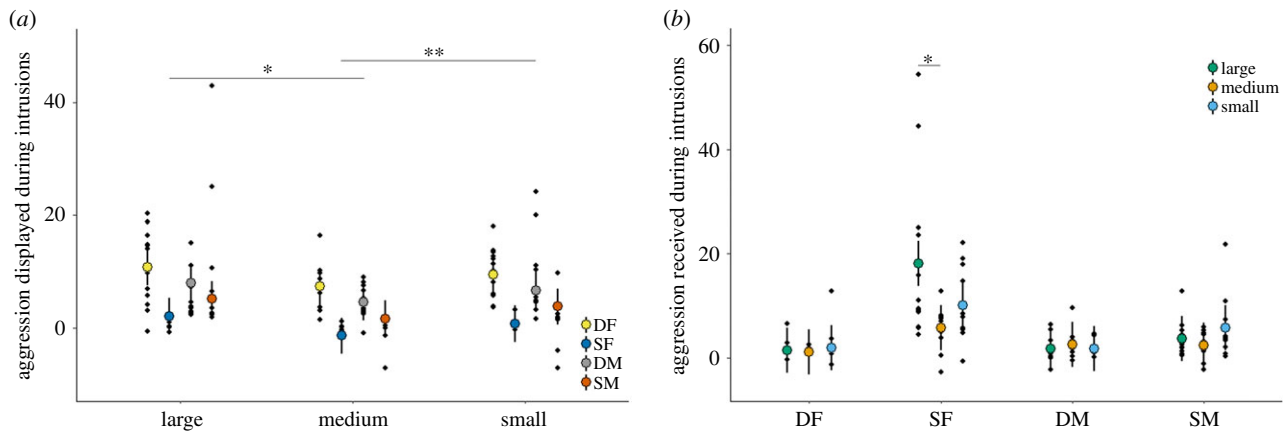 (a)
aggression displayed during intrusions
40
20
0
*
**
DF
SF
DM
SM
large
medium
small
(b)
aggression received during intrusions
60
40
20
0
*
large
medium
small
DF
SF
DM
SM